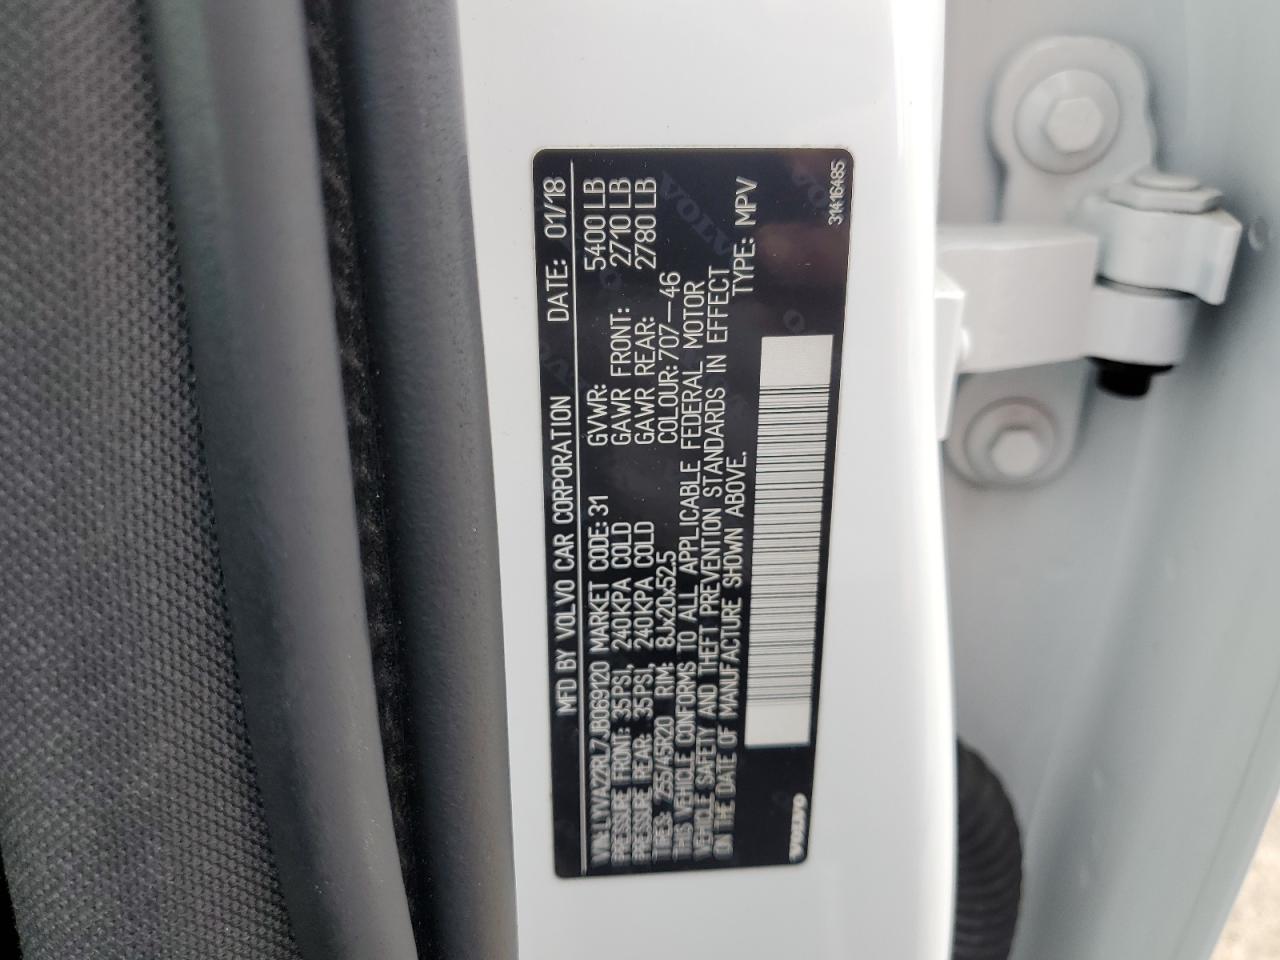 MFD BY VOLVO CAR CORPORATION DATE: 01/18
VIN: LYVA22RL7JB069120 MARKET CODE: 31 GVWR: 5400 LB
PRESSURE FRONT: 35PSI, 240KPA COLD GAWR FRONT: 2710 LB
PRESSURE REAR: 35PSI, 240KPA COLD GAWR REAR: 2780 LB
TIRES: 255/45R20 RIM: 8Jx20x52.5 COLOUR: 707-46
THIS VEHICLE CONFORMS TO ALL APPLICABLE FEDERAL MOTOR
VEHICLE SAFETY AND THEFT PREVENTION STANDARDS IN EFFECT
ON THE DATE OF MANUFACTURE SHOWN ABOVE. TYPE: MPV
VOLVO
31416485